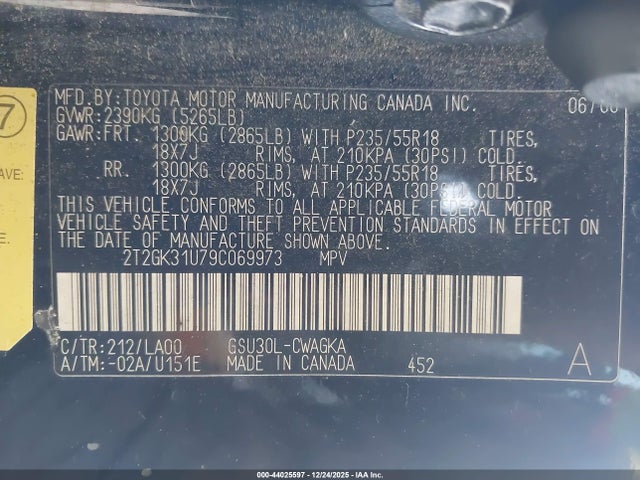 7
AVE:
MFD.BY:TOYOTA MOTOR MANUFACTURING CANADA INC.
GVWR:2390KG (5265LB)
GAWR:FRT. 1300KG (2865LB) WITH P235/55R18 TIRES,
18X7J RIMS, AT 210KPA (30PSI) COLD.
RR. 1300KG (2865LB) WITH P235/55R18 TIRES,
18X7J RIMS, AT 210KPA (30PSI) COLD.
THIS VEHICLE CONFORMS TO ALL APPLICABLE FEDERAL MOTOR
VEHICLE SAFETY AND THEFT PREVENTION STANDARDS IN EFFECT ON
THE DATE OF MANUFACTURE SHOWN ABOVE.
2T2GK31U79C069973 MPV
C/TR:212/LA00 GSU30L-CWAGKA
A/TM:-02A/U151E MADE IN CANADA 452 A
000-44025597 - 12/24/2025 - IAA Inc.